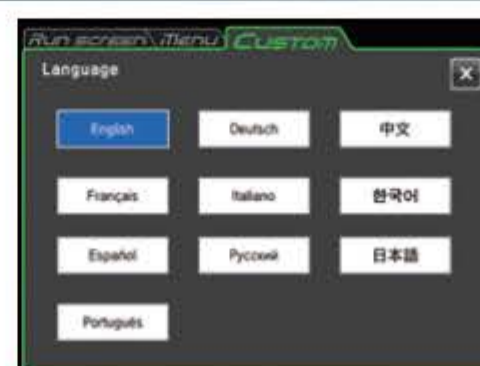 Run screen Menu Custom
Language
X
English Deutsch 中文
Français Italiano 한국어
Español Русский 日本語
Português